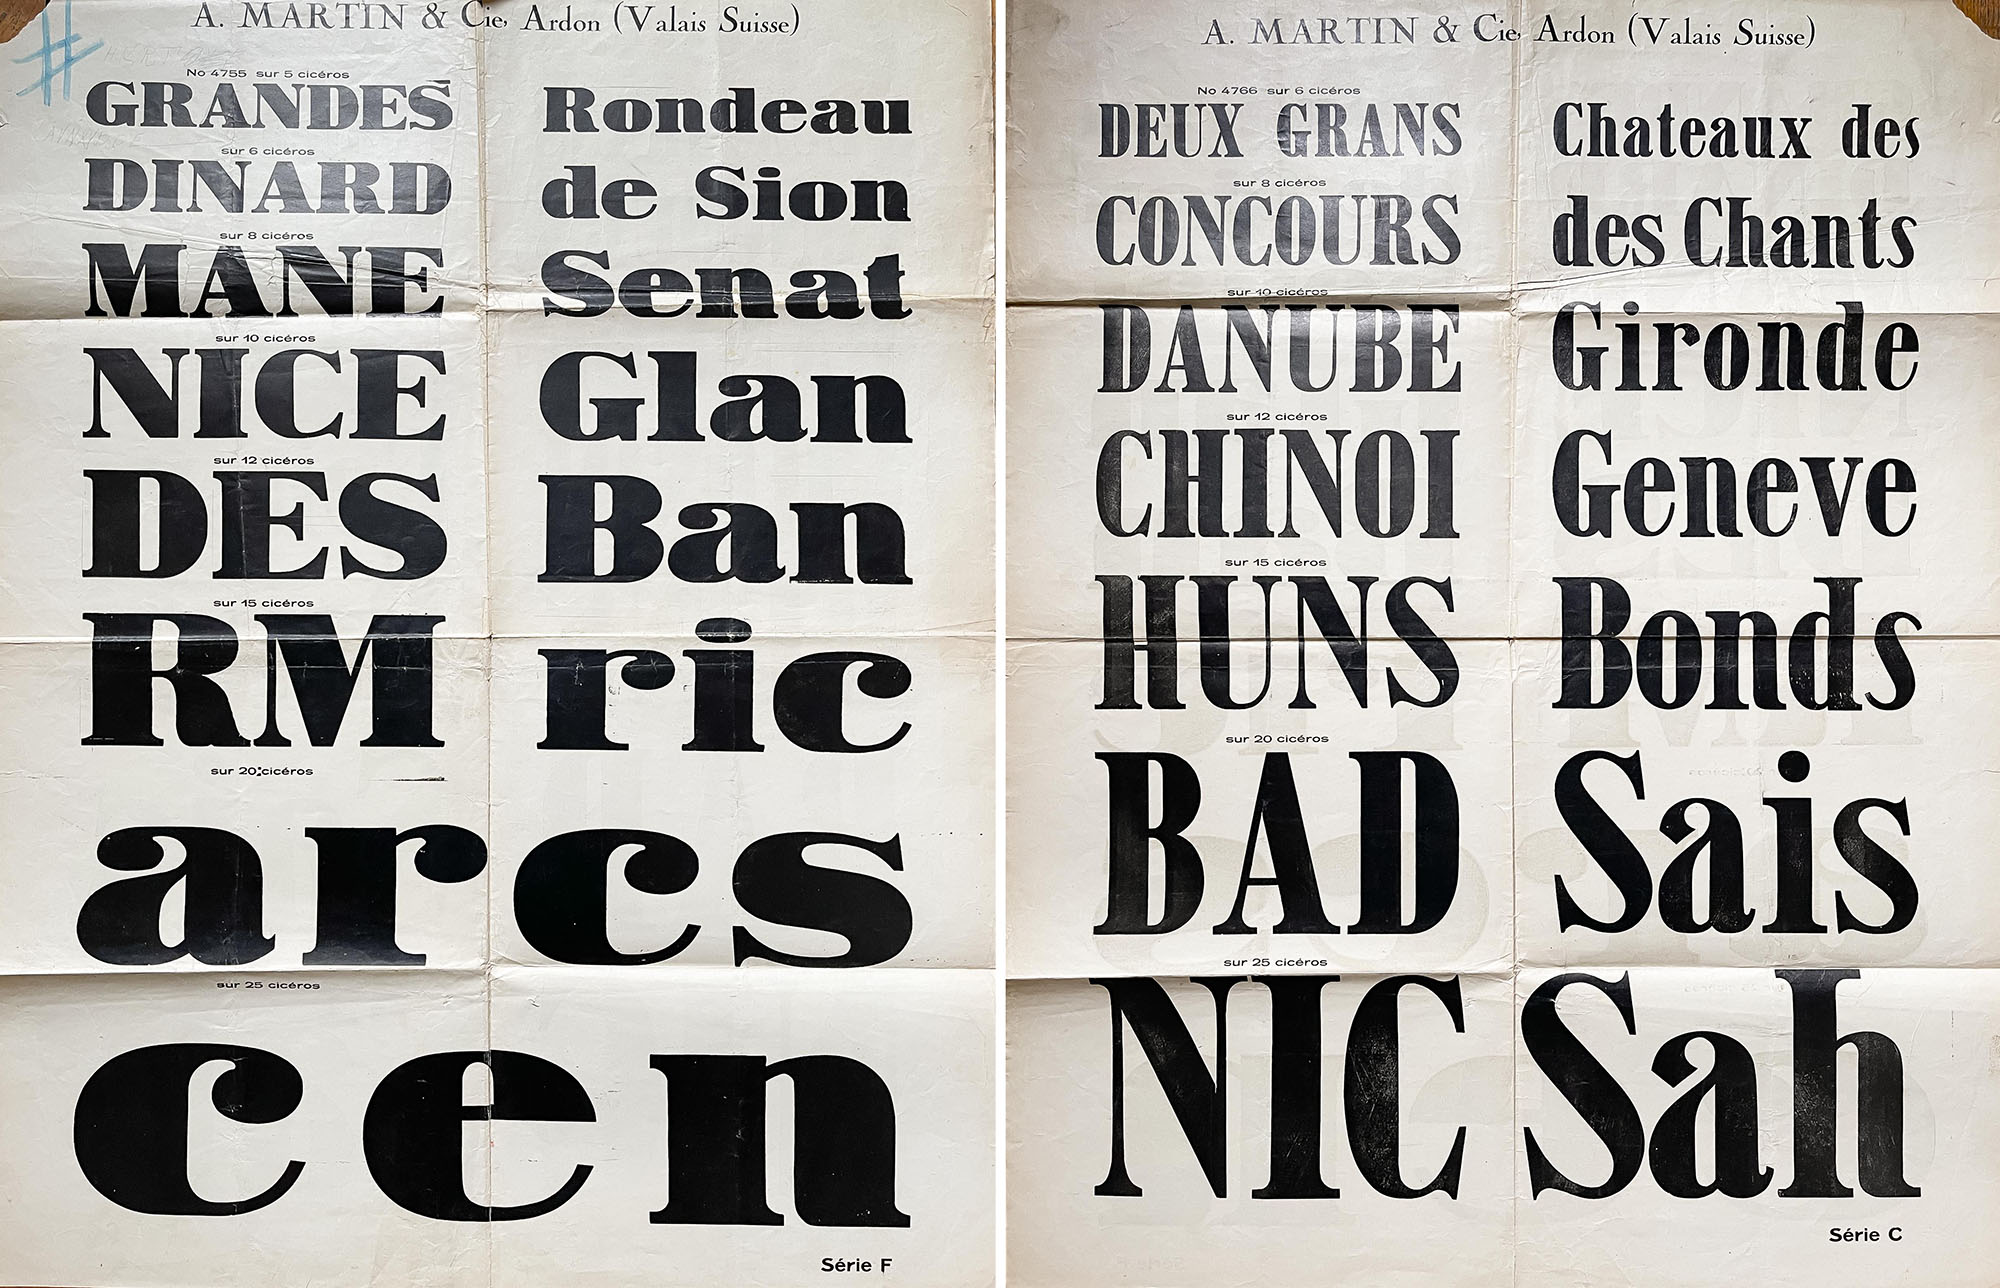 A. MARTIN & Cie, Ardon (Valais Suisse)
No 4755 sur 5 cicéros
GRANDES Rondeau
sur 6 cicéros
DINARD de Sion
sur 8 cicéros
MANE Senat
sur 10 cicéros
NICE Glan
sur 12 cicéros
DES Ban
sur 15 cicéros
RM ric
sur 20 cicéros
arcs
sur 25 cicéros
cen
Série F
A. MARTIN & Cie, Ardon (Valais Suisse)
No 4766 sur 6 cicéros
DEUX GRANS Chateaux des
sur 8 cicéros
CONCOURS des Chants
sur 10 cicéros
DANUBE Gironde
sur 12 cicéros
CHINOI Geneve
sur 15 cicéros
HUNS Bonds
sur 20 cicéros
BAD Sais
sur 25 cicéros
NIC Sah
Série C